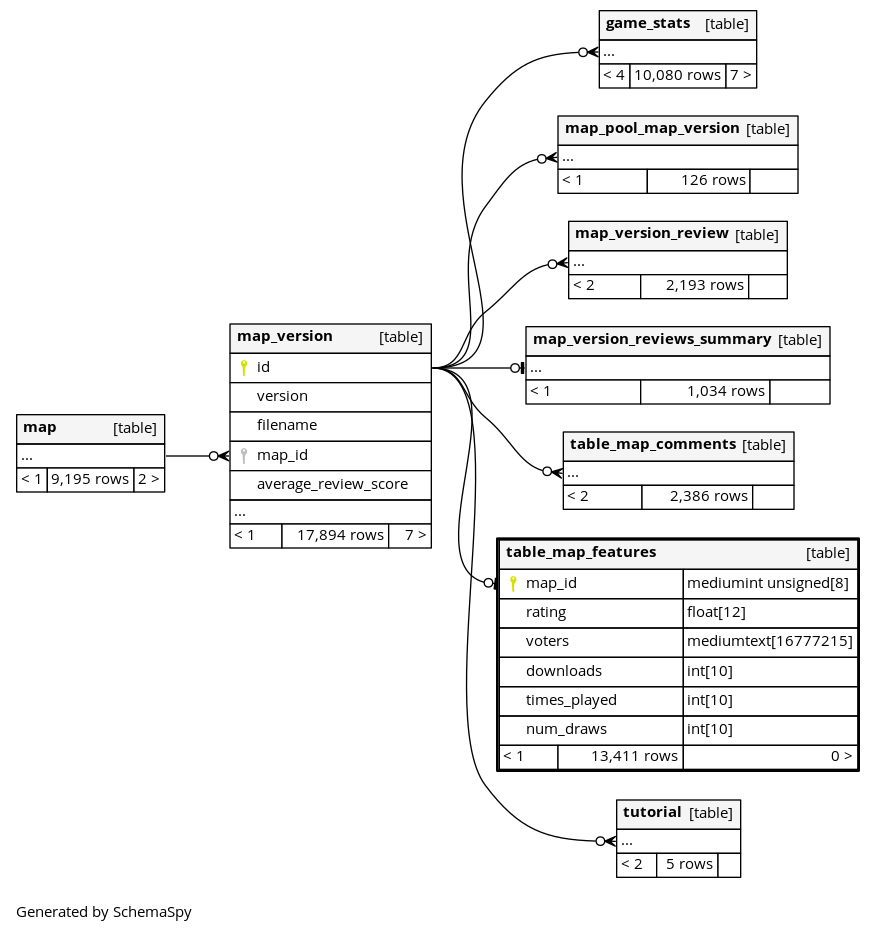 game_stats [table]
...
< 4 10,080 rows 7 >
map_pool_map_version [table]
...
< 1 126 rows
map_version_review [table]
...
< 2 2,193 rows
map_version [table]
id
version
filename
map_id
average_review_score
...
< 1 17,894 rows 7 >
map_version_reviews_summary [table]
...
< 1 1,034 rows
map [table]
...
< 1 9,195 rows 2 >
table_map_comments [table]
...
< 2 2,386 rows
table_map_features [table]
map_id mediumint unsigned[8]
rating float[12]
voters mediumtext[16777215]
downloads int[10]
times_played int[10]
num_draws int[10]
< 1 13,411 rows 0 >
tutorial [table]
...
< 2 5 rows
Generated by SchemaSpy